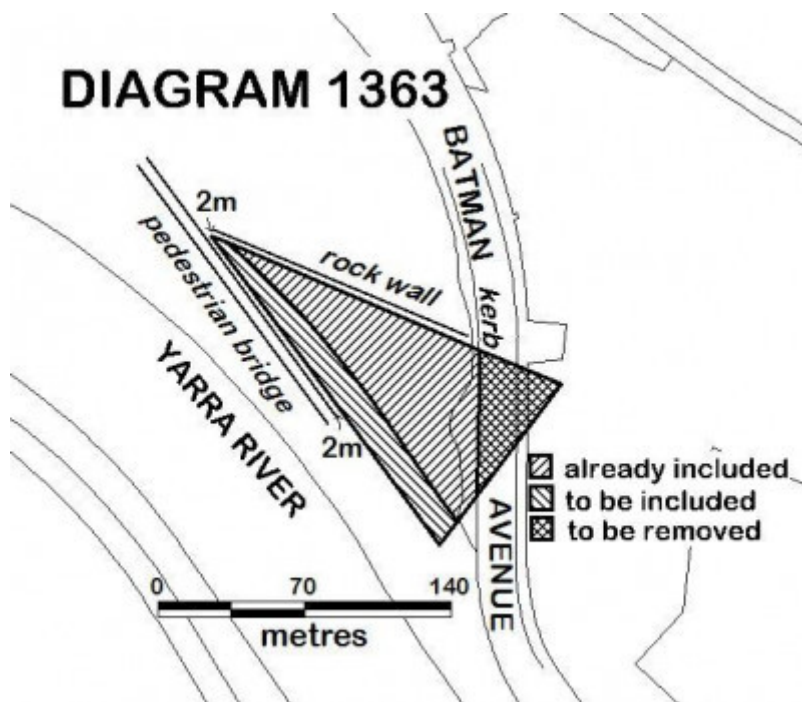 DIAGRAM 1363
BATMAN
2m
pedestrian bridge
rock wall
kerb
YARRA RIVER
2m
already included
to be included
to be removed
AVENUE
0 70 140
metres